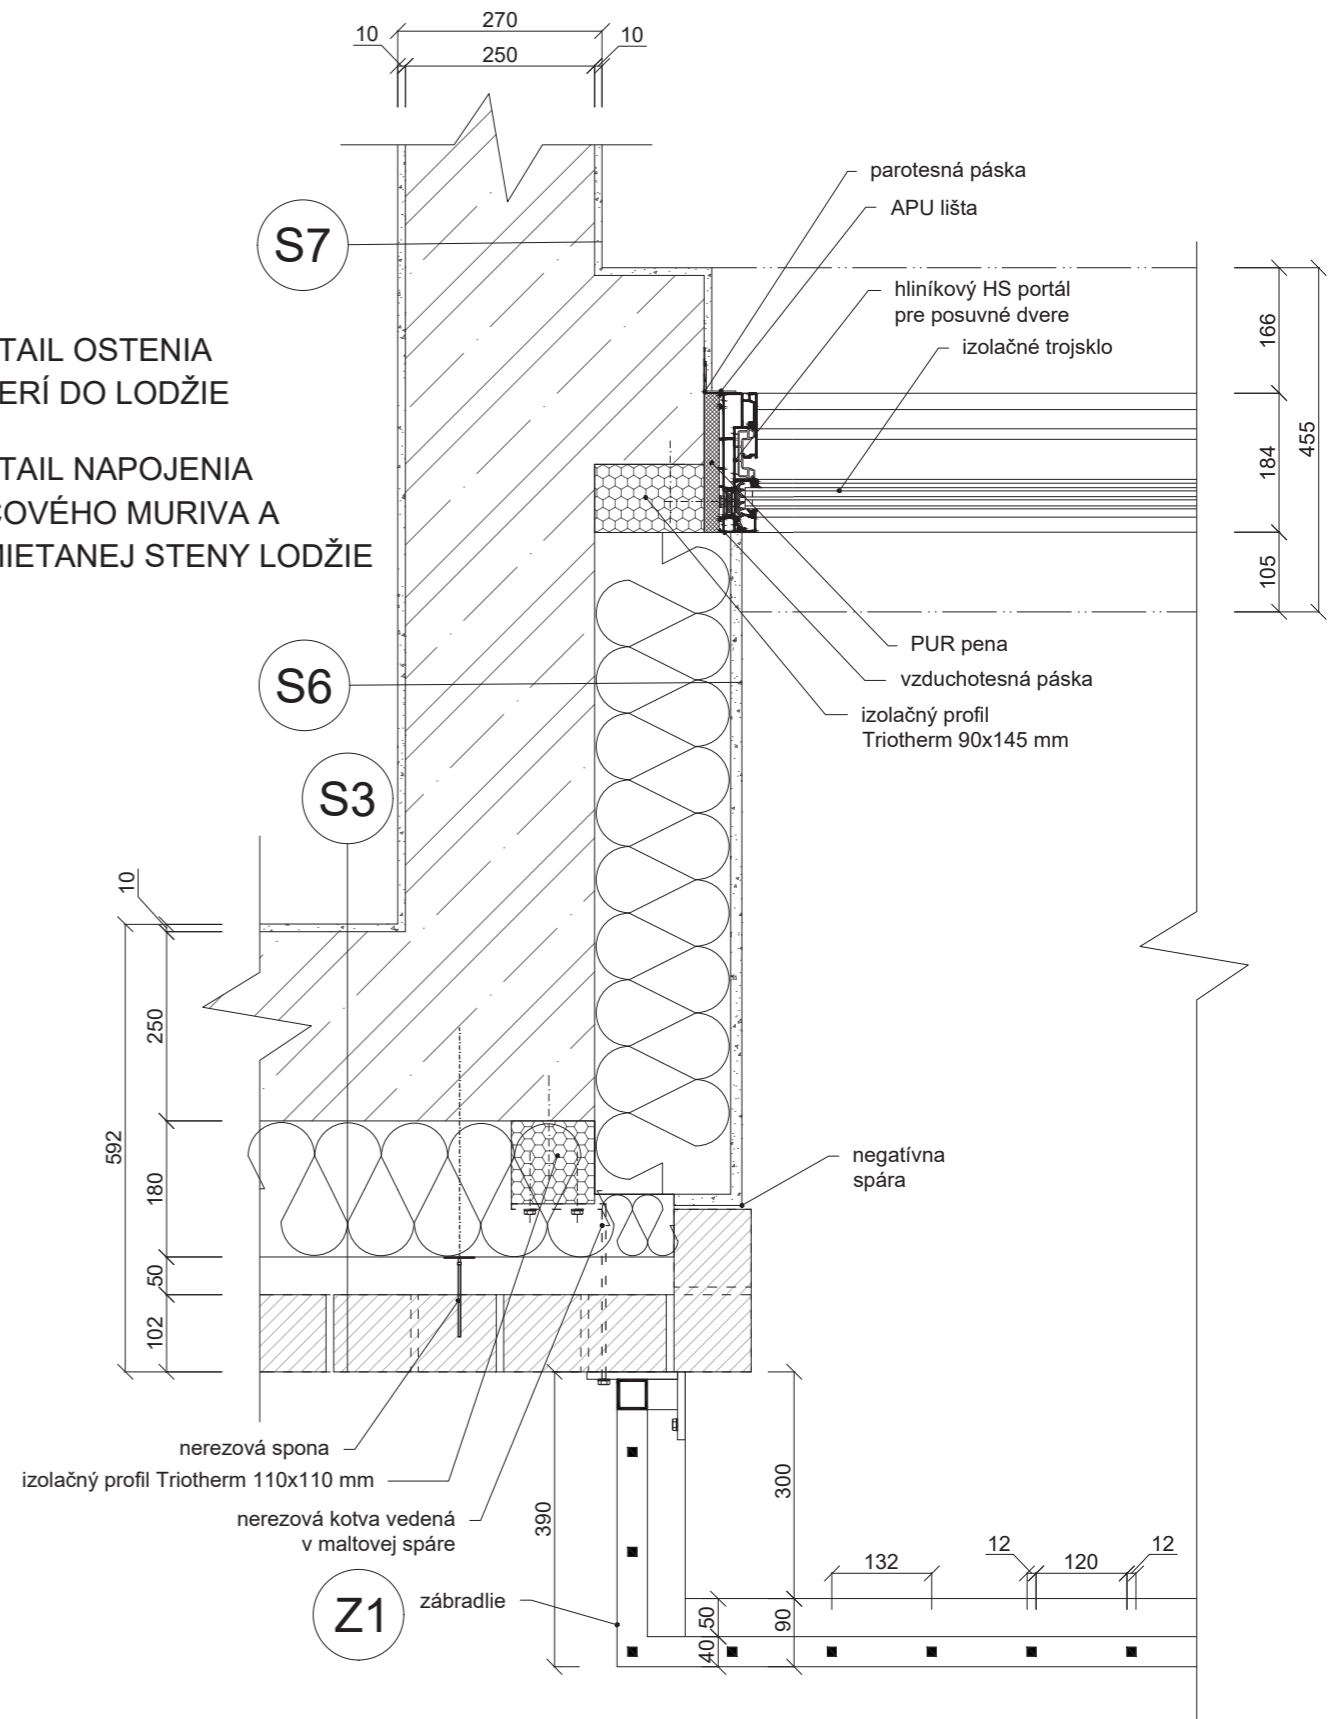 270
10
10
250
parotesná páska
APU lišta
S7
hliníkový HS portál
pre posuvné dvere
izolačné trojsklo
166
TAIL OSTENIA
ERÍ DO LODŽIE
455
184
TAIL NAPOJENIA
COVÉHO MURIVA A
MIETANEJ STENY LODŽIE
105
PUR pena
vzduchotesná páska
S6
izolačný profil
Triotherm 90x145 mm
S3
10
250
592
180
negatívna
spára
50
102
nerezová spona
izolačný profil Triotherm 110x110 mm
nerezová kotva vedená
v maltovej spáre
390
300
132
12
120
12
Z1
zábradlie
50
90
40